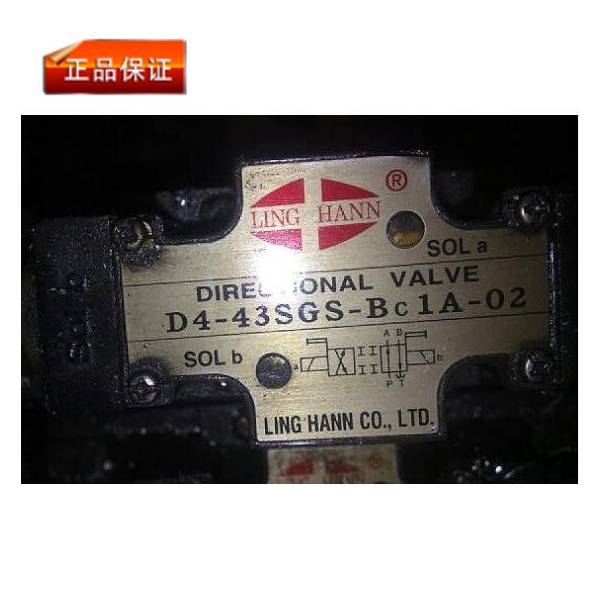 正品保证
LING HANN ®
SOL a
DIRECTIONAL VALVE
D4-43SGS-Bc1A-02
SOL b
A B
a
b
P T
LING HANN CO., LTD.